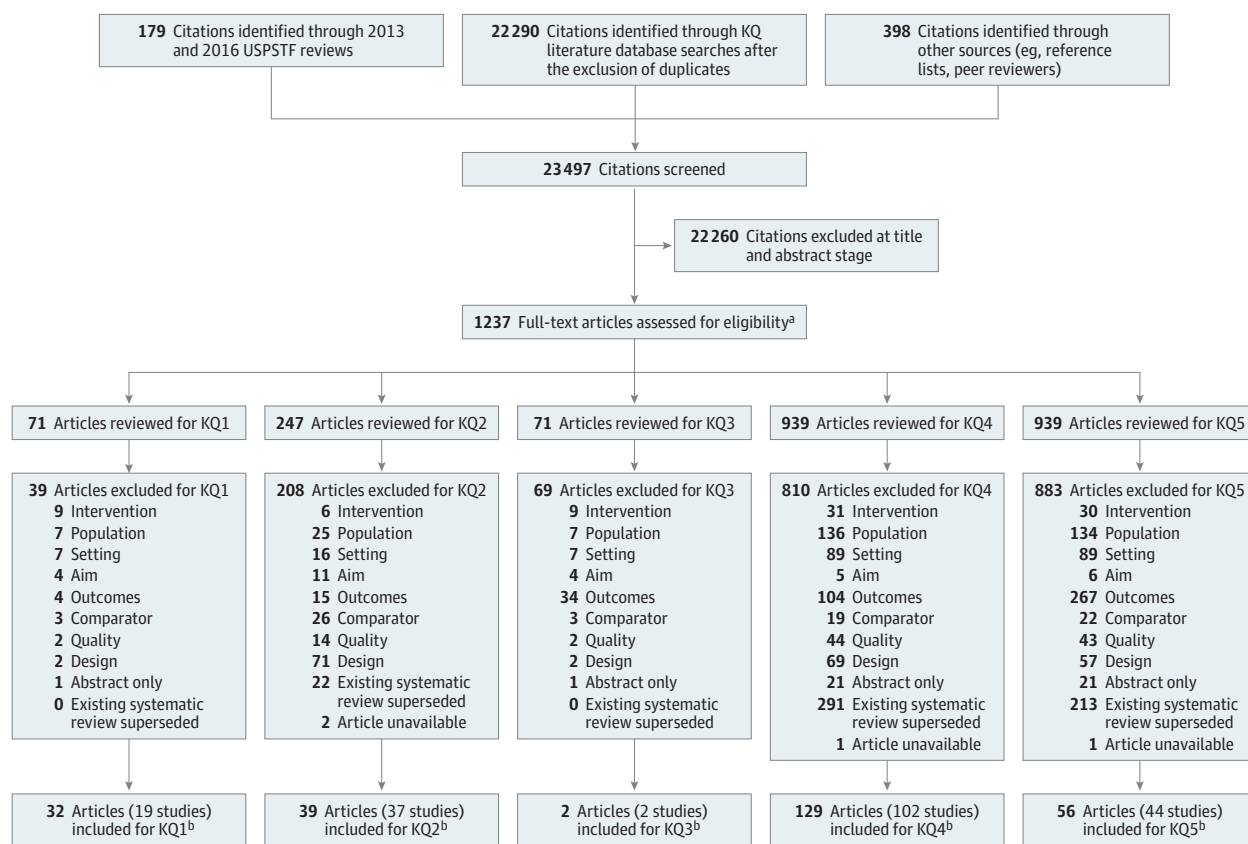 179 Citations identified through 2013
and 2016 USPSTF reviews
22290 Citations identified through KQ
literature database searches after
the exclusion of duplicates
398 Citations identified through
other sources (eg, reference
lists, peer reviewers)
23497 Citations screened
22260 Citations excluded at title
and abstract stage
1237 Full-text articles assessed for eligibilityᵃ
71 Articles reviewed for KQ1
247 Articles reviewed for KQ2
71 Articles reviewed for KQ3
939 Articles reviewed for KQ4
939 Articles reviewed for KQ5
39 Articles excluded for KQ1
9 Intervention
7 Population
7 Setting
4 Aim
4 Outcomes
3 Comparator
2 Quality
2 Design
1 Abstract only
0 Existing systematic
review superseded
208 Articles excluded for KQ2
6 Intervention
25 Population
16 Setting
11 Aim
15 Outcomes
26 Comparator
14 Quality
71 Design
22 Existing systematic
review superseded
2 Article unavailable
69 Articles excluded for KQ3
9 Intervention
7 Population
7 Setting
4 Aim
34 Outcomes
3 Comparator
2 Quality
2 Design
1 Abstract only
0 Existing systematic
review superseded
810 Articles excluded for KQ4
31 Intervention
136 Population
89 Setting
5 Aim
104 Outcomes
19 Comparator
44 Quality
69 Design
21 Abstract only
291 Existing systematic
review superseded
1 Article unavailable
883 Articles excluded for KQ5
30 Intervention
134 Population
89 Setting
6 Aim
267 Outcomes
22 Comparator
43 Quality
57 Design
21 Abstract only
213 Existing systematic
review superseded
1 Article unavailable
32 Articles (19 studies)
included for KQ1ᵇ
39 Articles (37 studies)
included for KQ2ᵇ
2 Articles (2 studies)
included for KQ3ᵇ
129 Articles (102 studies)
included for KQ4ᵇ
56 Articles (44 studies)
included for KQ5ᵇ